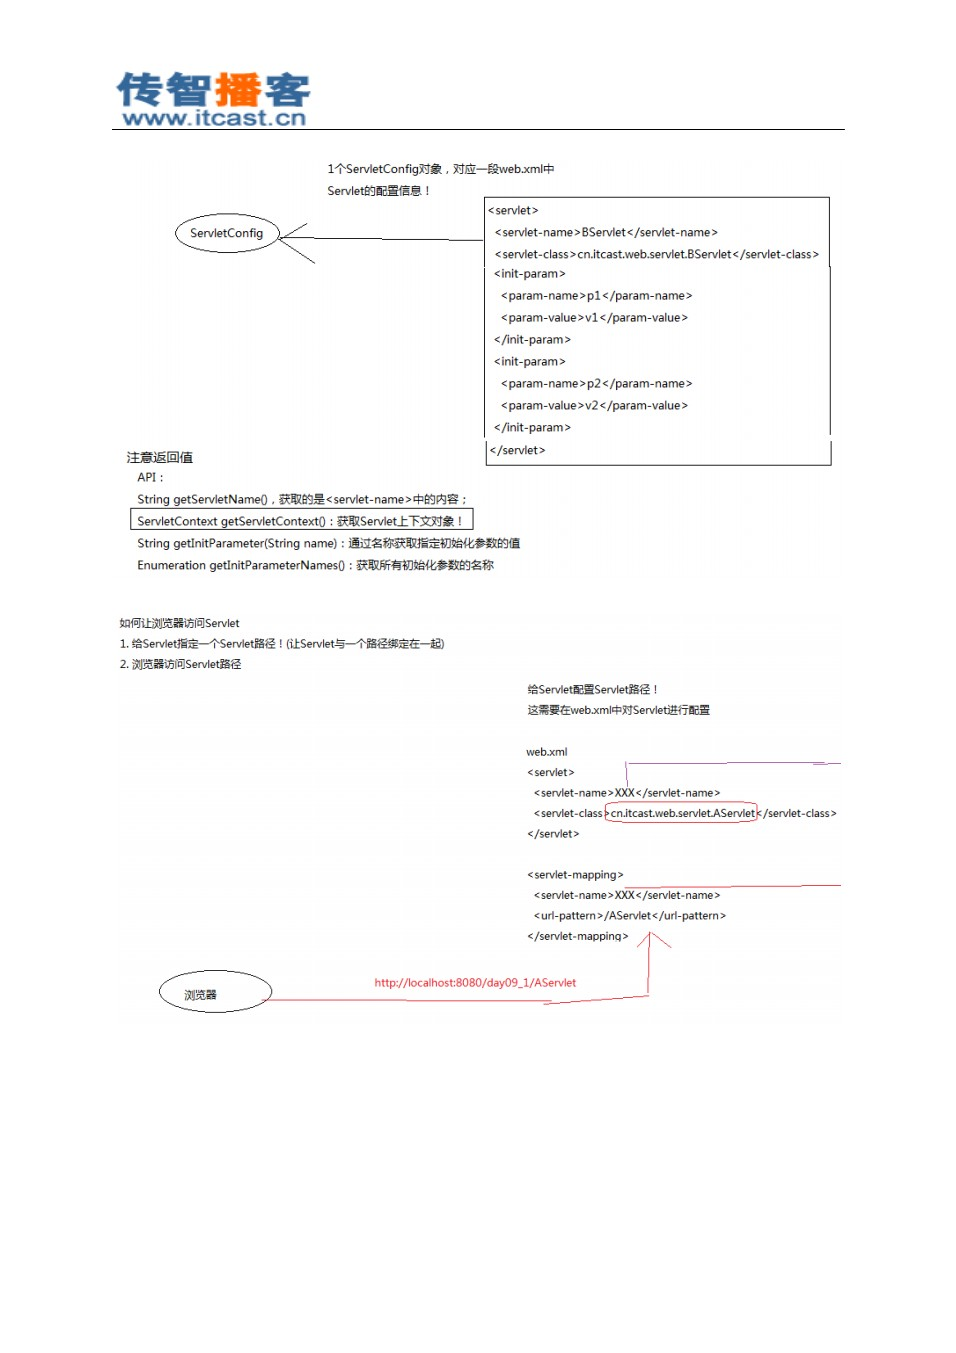 传智播客
www.itcast.cn
1个ServletConfig对象，对应一段web.xml中
Servlet的配置信息！
ServletConfig
<servlet>
<servlet-name>BServlet</servlet-name>
<servlet-class>cn.itcast.web.servlet.BServlet</servlet-class>
<init-param>
<param-name>p1</param-name>
<param-value>v1</param-value>
</init-param>
<init-param>
<param-name>p2</param-name>
<param-value>v2</param-value>
</init-param>
</servlet>
注意返回值
API：
String getServletName()，获取的是<servlet-name>中的内容；
ServletContext getServletContext()：获取Servlet上下文对象！
String getInitParameter(String name)：通过名称获取指定初始化参数的值
Enumeration getInitParameterNames()：获取所有初始化参数的名称
如何让浏览器访问Servlet
1. 给Servlet指定一个Servlet路径！(让Servlet与一个路径绑定在一起)
2. 浏览器访问Servlet路径
给Servlet配置Servlet路径！
这需要在web.xml中对Servlet进行配置
web.xml
<servlet>
<servlet-name>XXX</servlet-name>
<servlet-class>cn.itcast.web.servlet.AServlet</servlet-class>
</servlet>
<servlet-mapping>
<servlet-name>XXX</servlet-name>
<url-pattern>/AServlet</url-pattern>
</servlet-mapping>
http://localhost:8080/day09_1/AServlet
浏览器